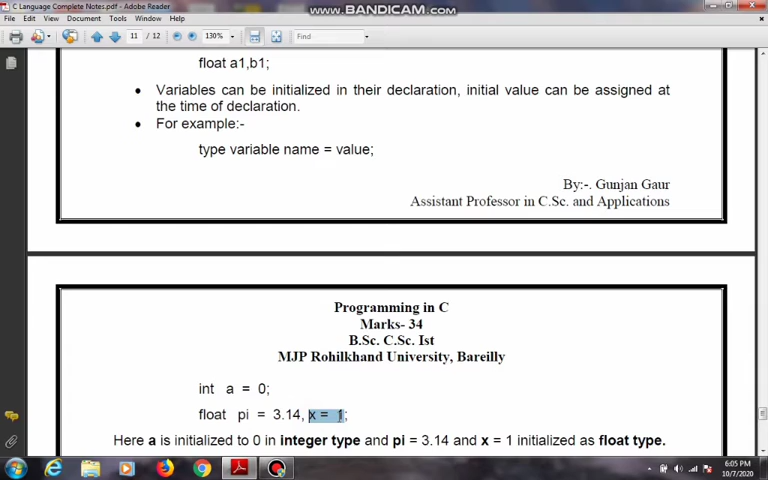 C Language Complete Notes.pdf - Adobe Reader
www.BANDICAM.com
File Edit View Document Tools Window Help
11 / 12 130% Find
float a1,b1;
• Variables can be initialized in their declaration, initial value can be assigned at
the time of declaration.
• For example:-
type variable name = value;
By:-. Gunjan Gaur
Assistant Professor in C.Sc. and Applications
Programming in C
Marks- 34
B.Sc. C.Sc. Ist
MJP Rohilkhand University, Bareilly
int a = 0;
float pi = 3.14, x = 1;
Here a is initialized to 0 in integer type and pi = 3.14 and x = 1 initialized as float type.
6:05 PM
10/7/2020